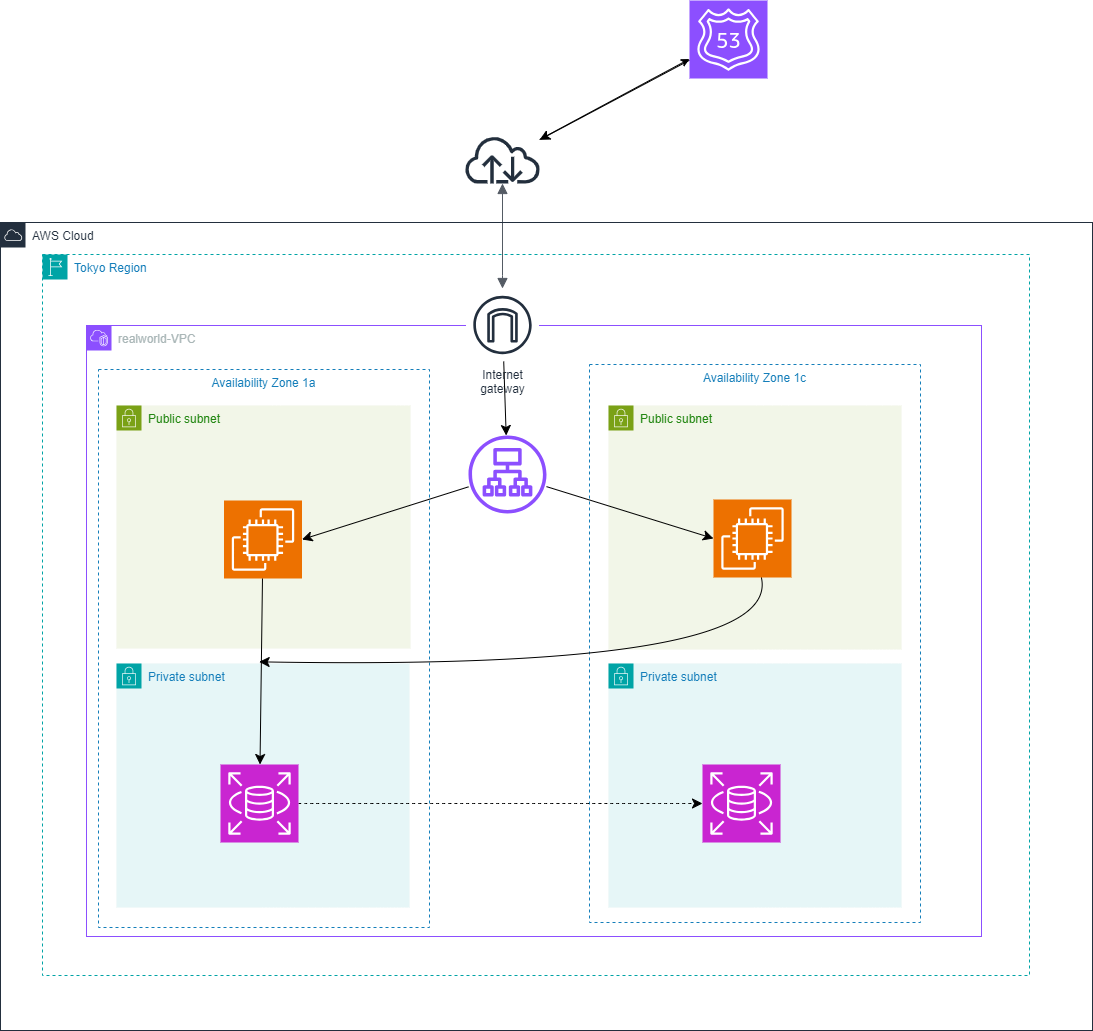 53
AWS Cloud
Tokyo Region
realworld-VPC
Internet
gateway
Availability Zone 1a
Availability Zone 1c
Public subnet
Public subnet
Private subnet
Private subnet